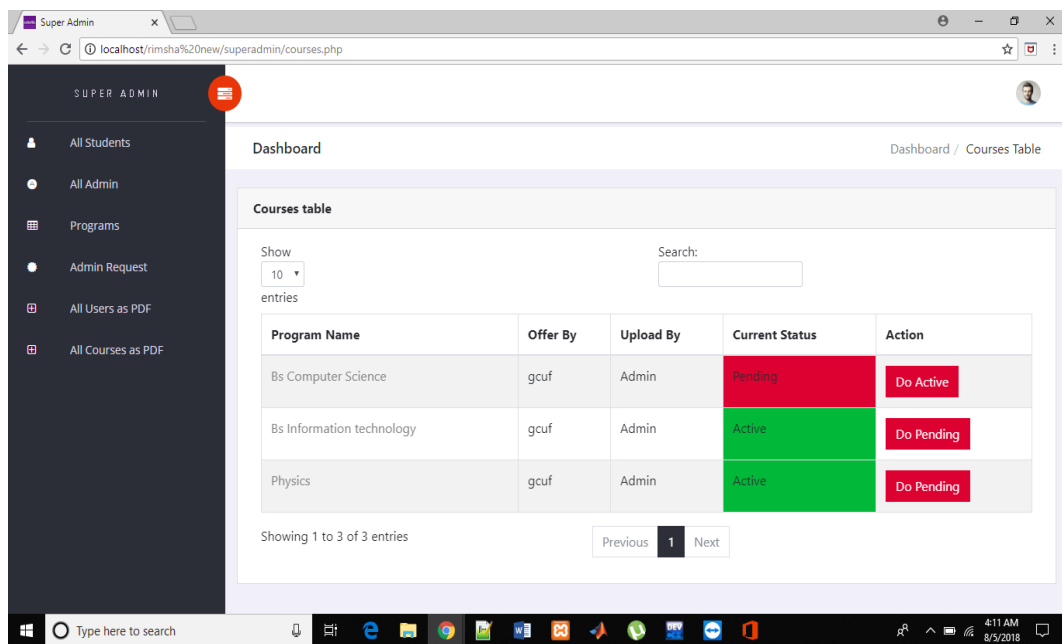 Super Admin
localhost/rimsha%20new/superadmin/courses.php
SUPER ADMIN
All Students
All Admin
Programs
Admin Request
All Users as PDF
All Courses as PDF
Dashboard
Dashboard / Courses Table
Courses table
Show
10
entries
Search:
Program Name Offer By Upload By Current Status Action
Bs Computer Science gcuf Admin Pending Do Active
Bs Information technology gcuf Admin Active Do Pending
Physics gcuf Admin Active Do Pending
Showing 1 to 3 of 3 entries
Previous 1 Next
Type here to search
DEV
4:11 AM
8/5/2018